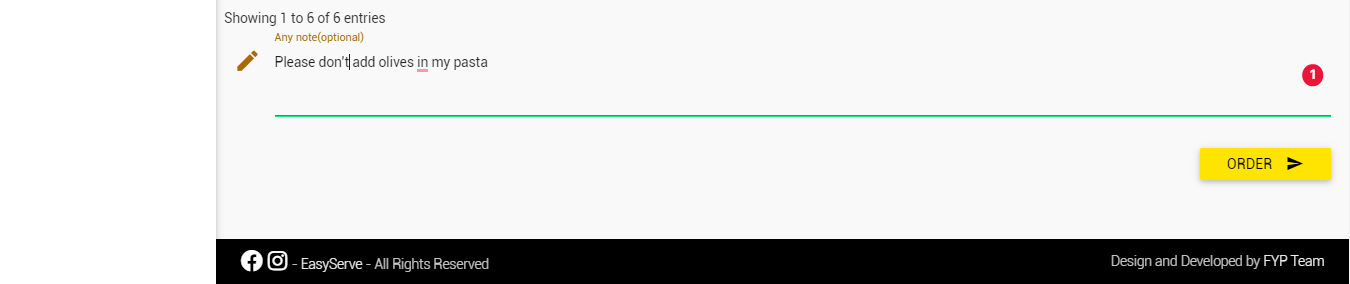 Showing 1 to 6 of 6 entries
Any note(optional)
Please don't add olives in my pasta
1
ORDER
- EasyServe - All Rights Reserved
Design and Developed by FYP Team